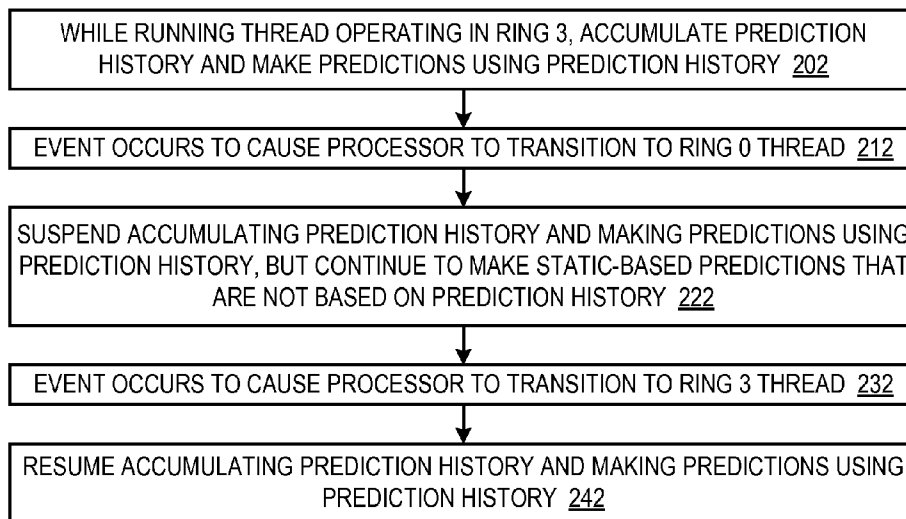 WHILE RUNNING THREAD OPERATING IN RING 3, ACCUMULATE PREDICTION
HISTORY AND MAKE PREDICTIONS USING PREDICTION HISTORY 202
EVENT OCCURS TO CAUSE PROCESSOR TO TRANSITION TO RING 0 THREAD 212
SUSPEND ACCUMULATING PREDICTION HISTORY AND MAKING PREDICTIONS USING
PREDICTION HISTORY, BUT CONTINUE TO MAKE STATIC-BASED PREDICTIONS THAT
ARE NOT BASED ON PREDICTION HISTORY 222
EVENT OCCURS TO CAUSE PROCESSOR TO TRANSITION TO RING 3 THREAD 232
RESUME ACCUMULATING PREDICTION HISTORY AND MAKING PREDICTIONS USING
PREDICTION HISTORY 242